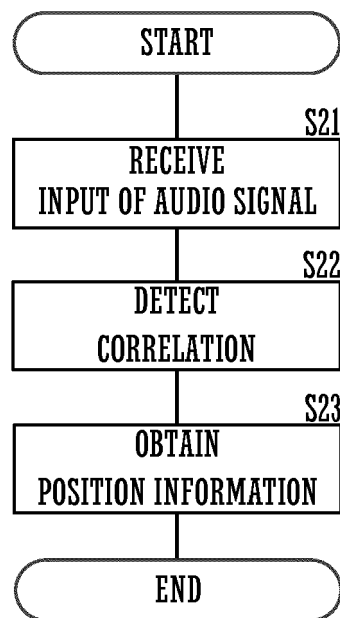 START
S21
RECEIVE
INPUT OF AUDIO SIGNAL
S22
DETECT
CORRELATION
S23
OBTAIN
POSITION INFORMATION
END